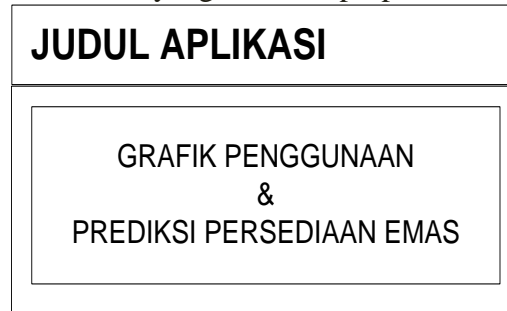 JUDUL APLIKASI
GRAFIK PENGGUNAAN
&
PREDIKSI PERSEDIAAN EMAS